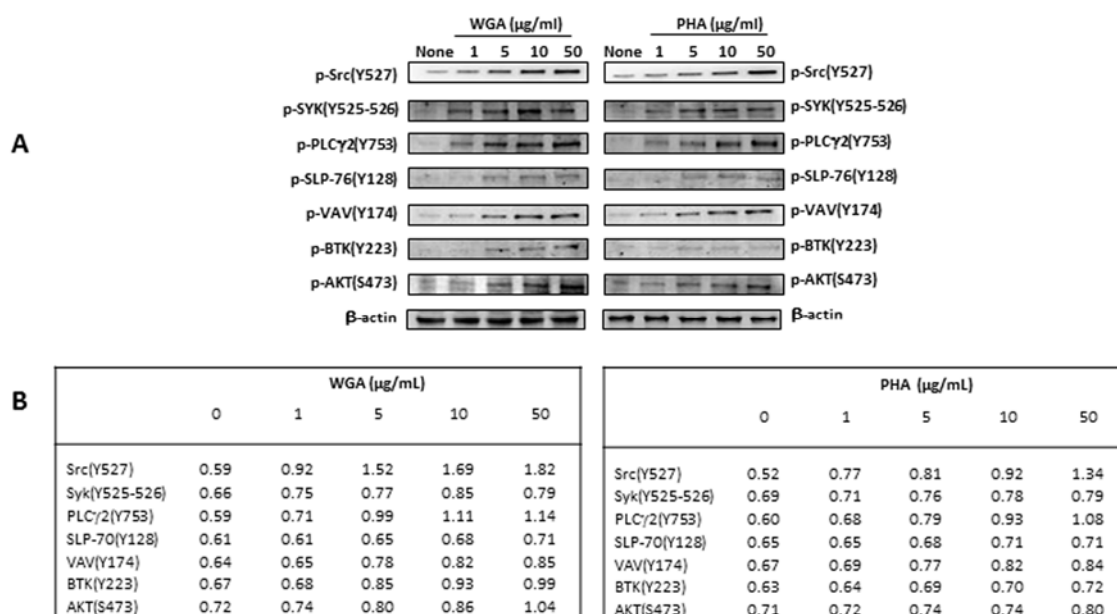 A
WGA (µg/ml) PHA (µg/ml)
None 1 5 10 50 None 1 5 10 50
p-Src(Y527) p-Src(Y527)
p-SYK(Y525-526) p-SYK(Y525-526)
p-PLCγ2(Y753) p-PLCγ2(Y753)
p-SLP-76(Y128) p-SLP-76(Y128)
p-VAV(Y174) p-VAV(Y174)
p-BTK(Y223) p-BTK(Y223)
p-AKT(S473) p-AKT(S473)
β-actin β-actin
B
WGA (µg/mL)
0 1 5 10 50
Src(Y527) 0.59 0.92 1.52 1.69 1.82
Syk(Y525-526) 0.66 0.75 0.77 0.85 0.79
PLCγ2(Y753) 0.59 0.71 0.99 1.11 1.14
SLP-70(Y128) 0.61 0.61 0.65 0.68 0.71
VAV(Y174) 0.64 0.65 0.78 0.82 0.85
BTK(Y223) 0.67 0.68 0.85 0.93 0.99
AKT(S473) 0.72 0.74 0.80 0.86 1.04
PHA (µg/mL)
0 1 5 10 50
Src(Y527) 0.52 0.77 0.81 0.92 1.34
Syk(Y525-526) 0.69 0.71 0.76 0.78 0.79
PLCγ2(Y753) 0.60 0.68 0.79 0.93 1.08
SLP-70(Y128) 0.65 0.65 0.68 0.71 0.71
VAV(Y174) 0.67 0.69 0.77 0.82 0.84
BTK(Y223) 0.63 0.64 0.69 0.70 0.72
AKT(S473) 0.71 0.72 0.74 0.74 0.80